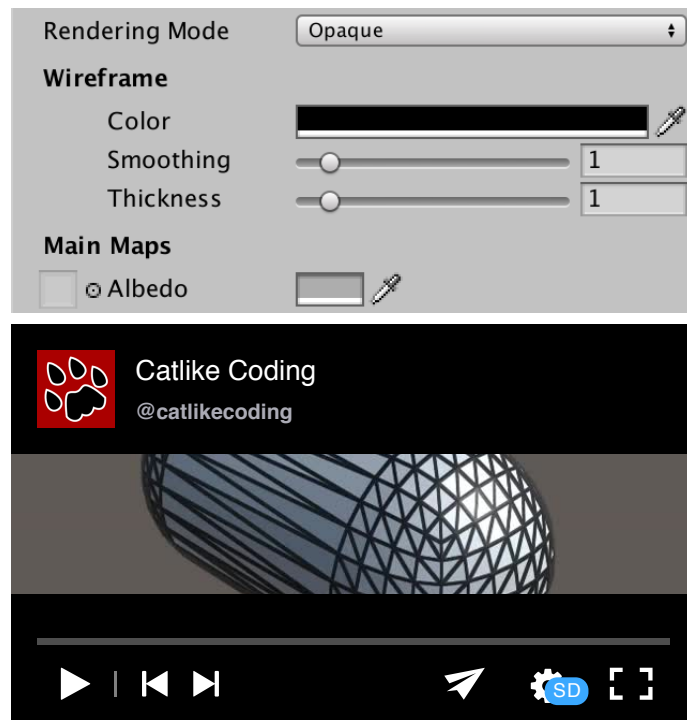 Rendering Mode Opaque
Wireframe
Color
Smoothing 1
Thickness 1
Main Maps
Albedo
Catlike Coding
@catlikecoding
SD